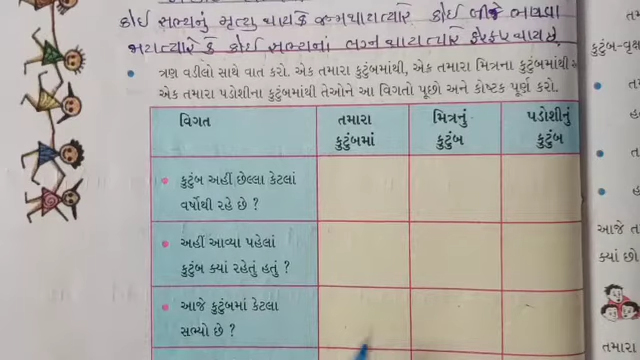 કોઈ સભ્યનું મૃત્યુ થાય કે જન્મ થાય ત્યારે કોઈ બીજે ભણવા
જાય ત્યારે કે કોઈ સભ્યનાં લગ્ન થાય ત્યારે ફેરફાર થાય છે.
ત્રણ વડીલો સાથે વાત કરો. એક તમારા કુટુંબમાંથી, એક તમારા મિત્રના કુટુંબમાંથી
એક તમારા પડોશીના કુટુંબમાંથી તેઓને આ વિગતો પૂછો અને કોષ્ટક પૂર્ણ કરો.
વિગત તમારા કુટુંબમાં મિત્રનું કુટુંબ પડોશીનું કુટુંબ
કુટુંબ અહીં છેલ્લા કેટલાં
વર્ષોથી રહે છે ?
અહીં આવ્યા પહેલાં
કુટુંબ ક્યાં રહેતું હતું ?
આજે કુટુંબમાં કેટલા
સભ્યો છે ?
કુટુંબ-વૃક્ષ
આજે ત
ક્યાં છો
તમારા